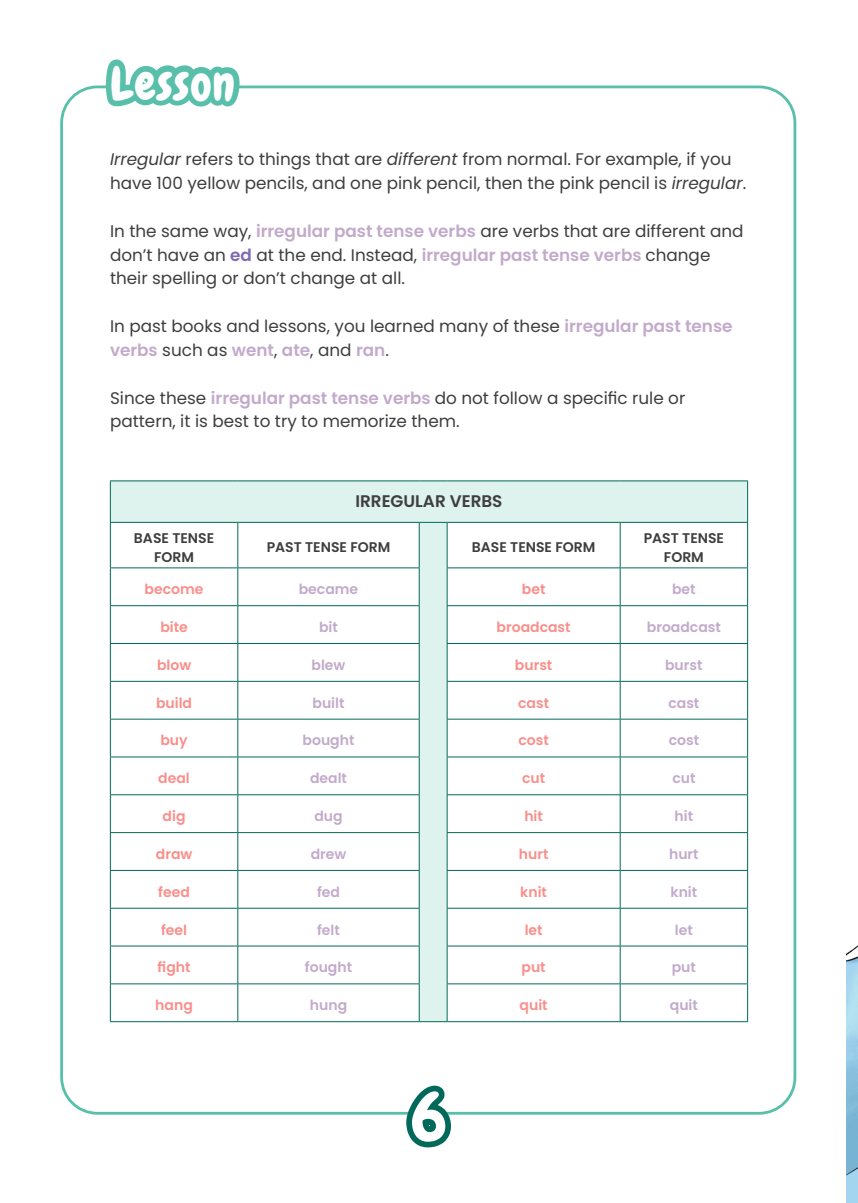 Lesson
Irregular refers to things that are different from normal. For example, if you
have 100 yellow pencils, and one pink pencil, then the pink pencil is irregular.
In the same way, irregular past tense verbs are verbs that are different and
don’t have an ed at the end. Instead, irregular past tense verbs change
their spelling or don’t change at all.
In past books and lessons, you learned many of these irregular past tense
verbs such as went, ate, and ran.
Since these irregular past tense verbs do not follow a specific rule or
pattern, it is best to try to memorize them.
IRREGULAR VERBS
BASE TENSE FORM PAST TENSE FORM BASE TENSE FORM PAST TENSE FORM
become became bet bet
bite bit broadcast broadcast
blow blew burst burst
build built cast cast
buy bought cost cost
deal dealt cut cut
dig dug hit hit
draw drew hurt hurt
feed fed knit knit
feel felt let let
fight fought put put
hang hung quit quit
6